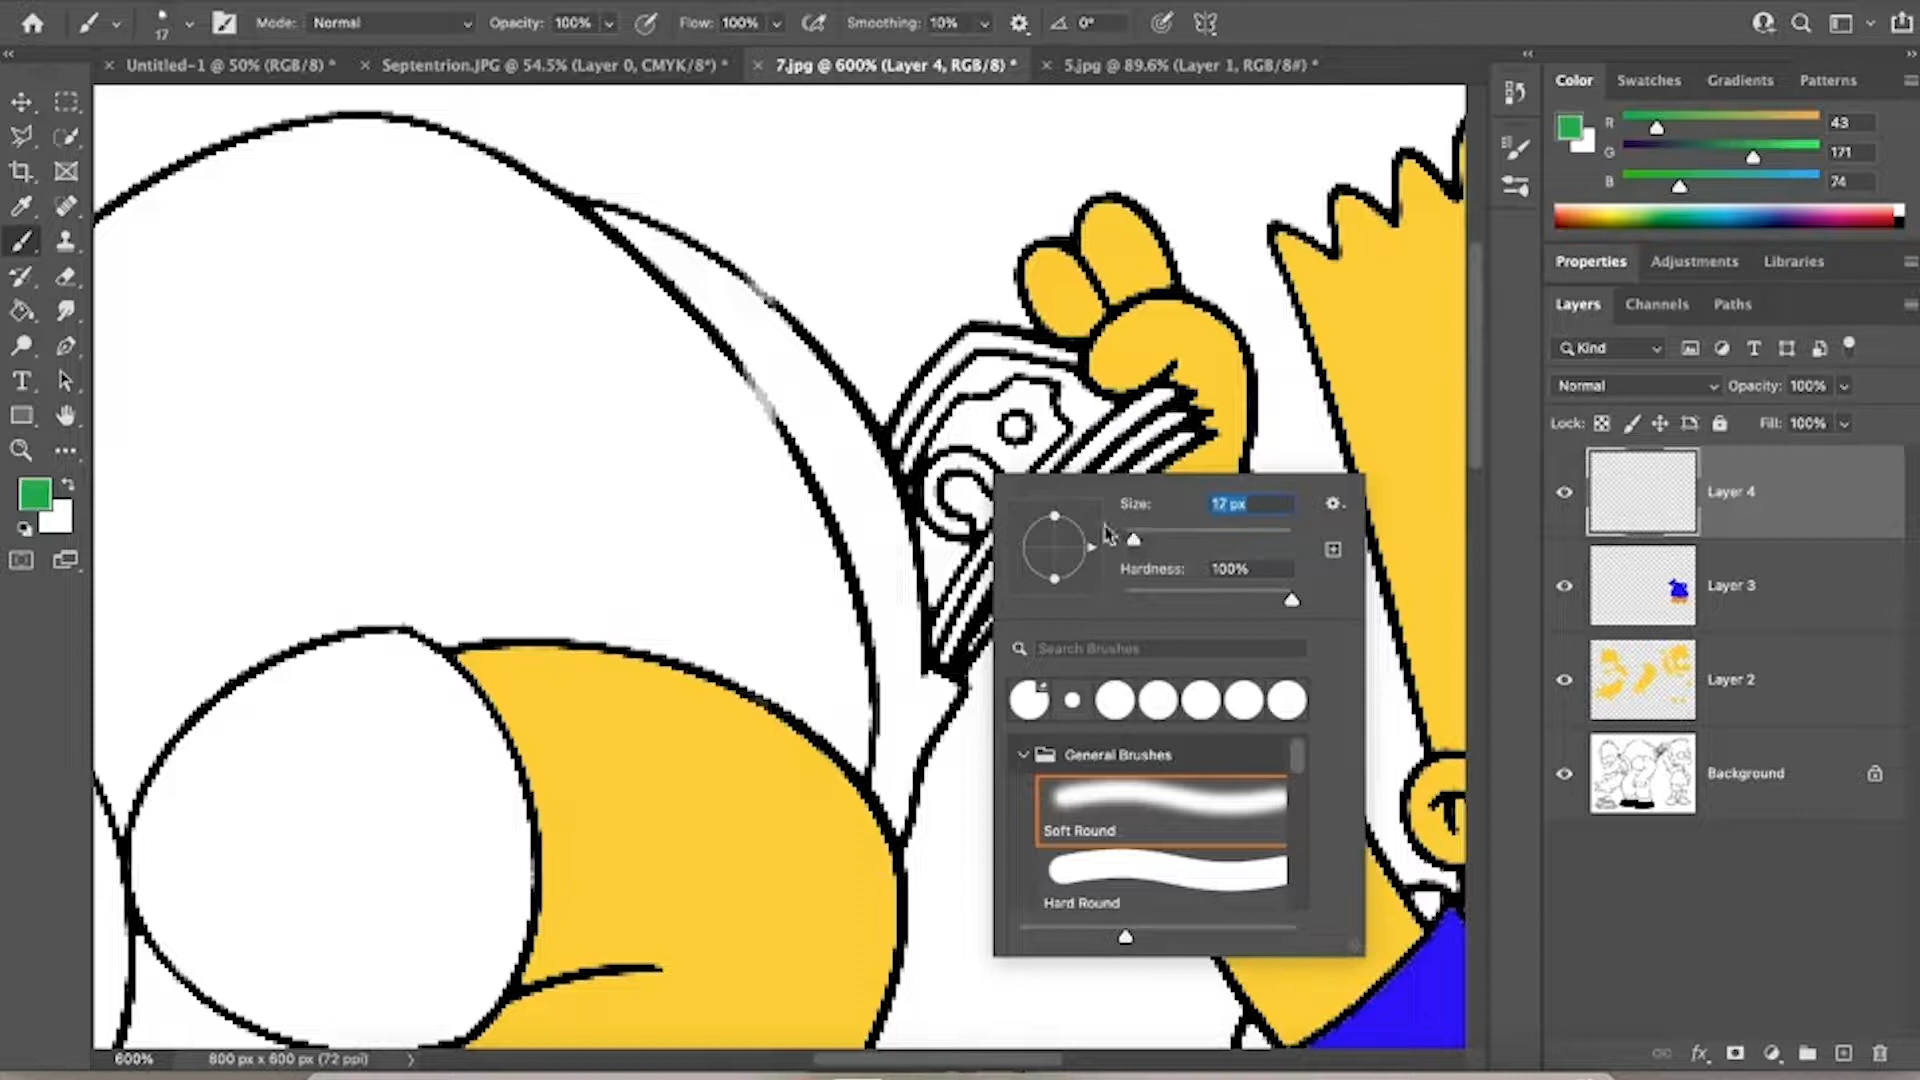 17 Mode: Normal Opacity: 100% Flow: 100% Smoothing: 10% 0°
Untitled-1 @ 50% (RGB/8) * Septentrion.JPG @ 54.5% (Layer 0, CMYK/8*) * 7.jpg @ 600% (Layer 4, RGB/8) * 5.jpg @ 89.6% (Layer 1, RGB/8#) *
Color Swatches Gradients Patterns
R 43
G 171
B 74
Properties Adjustments Libraries
Layers Channels Paths
Kind
Normal Opacity: 100%
Lock: Fill: 100%
Layer 4
Layer 3
Layer 2
Background
Size: 17 px
Hardness: 100%
Search Brushes
General Brushes
Soft Round
Hard Round
600% 800 px x 600 px (72 ppi)